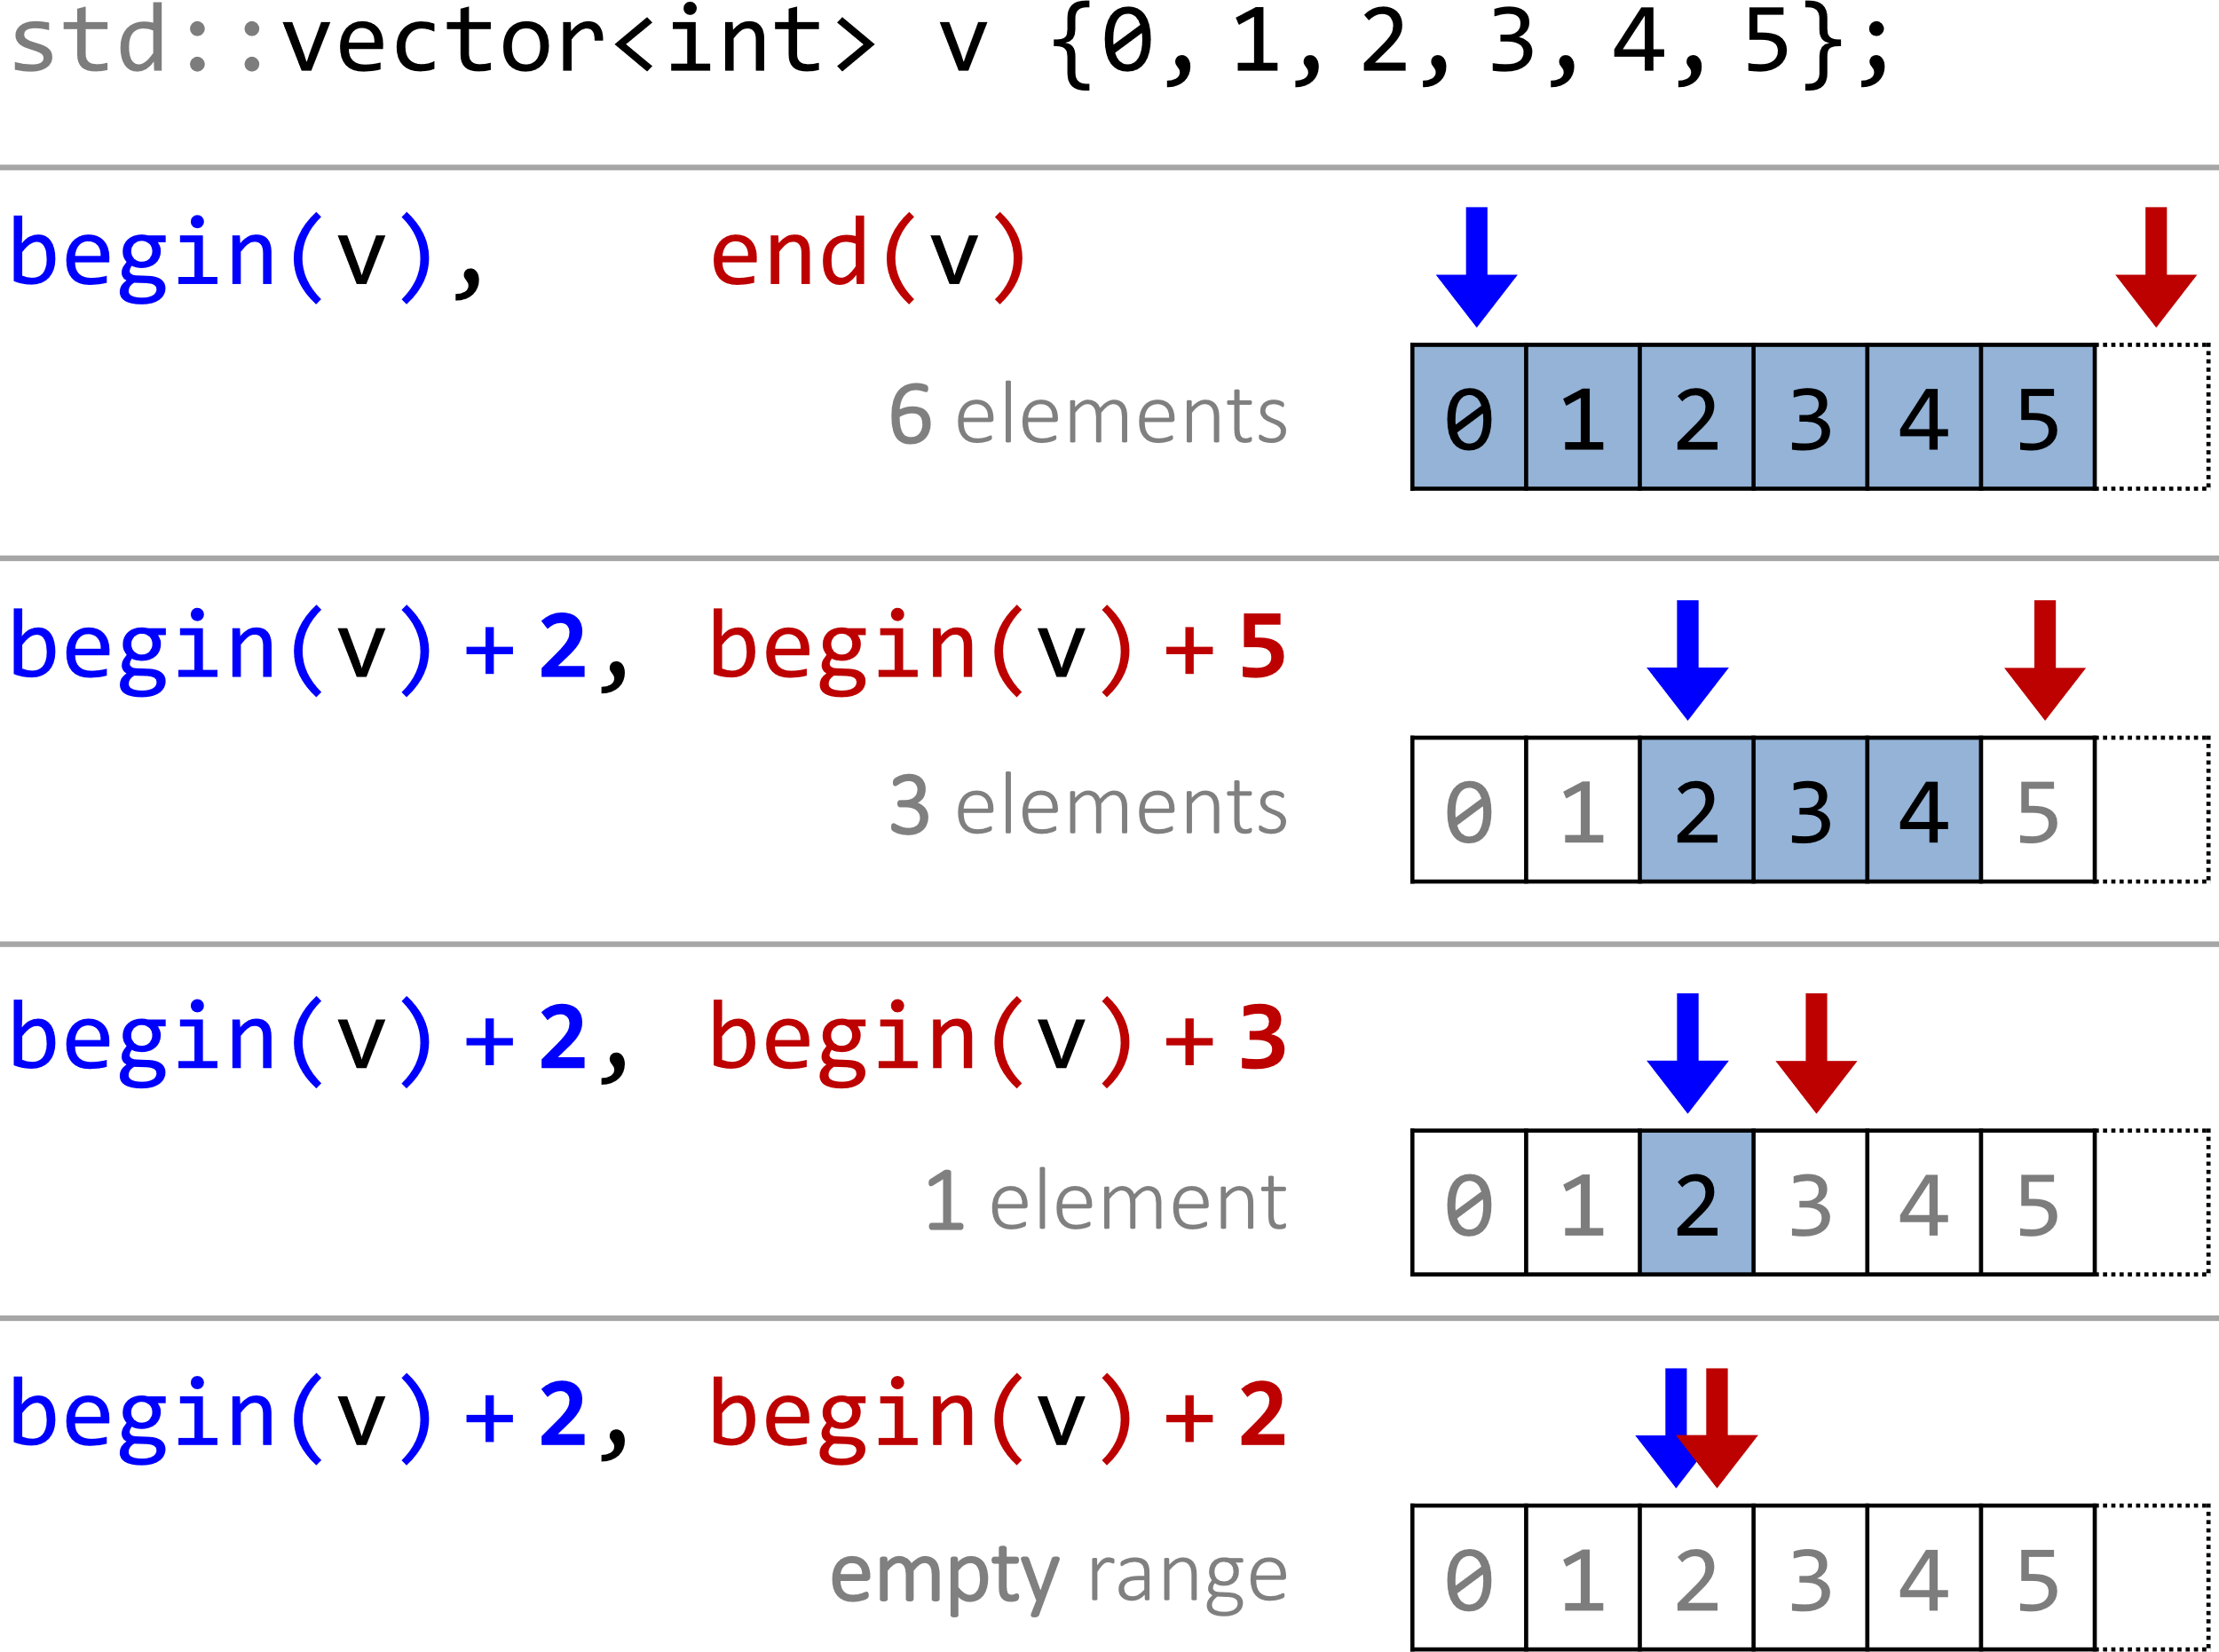 std::vector<int> v {0,1,2,3,4,5};
begin(v), end(v)
6 elements
0 1 2 3 4 5
begin(v) + 2, begin(v) + 5
3 elements
0 1 2 3 4 5
begin(v) + 2, begin(v) + 3
1 element
0 1 2 3 4 5
begin(v) + 2, begin(v) + 2
empty range
0 1 2 3 4 5